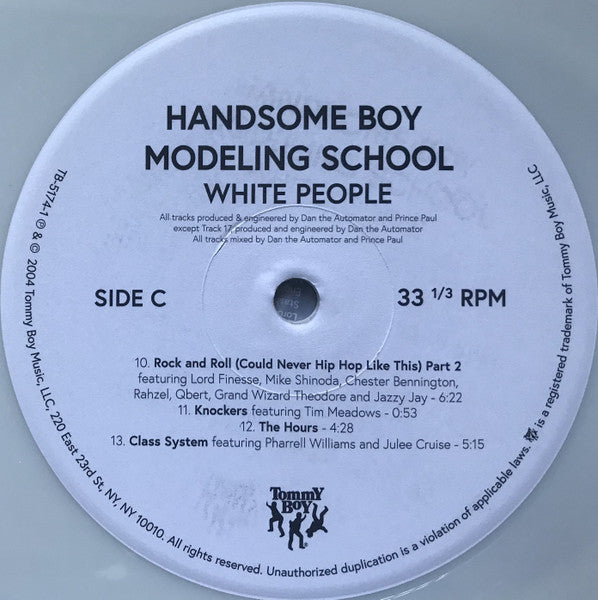 HANDSOME BOY
MODELING SCHOOL
WHITE PEOPLE
All tracks produced & engineered by Dan the Automator and Prince Paul
except Track 17, produced and engineered by Dan the Automator
All tracks mixed by Dan the Automator and Prince Paul
SIDE C
33 1/3 RPM
10. Rock and Roll (Could Never Hip Hop Like This) Part 2
featuring Lord Finesse, Mike Shinoda, Chester Bennington,
Rahzel, Qbert, Grand Wizard Theodore and Jazzy Jay - 6:22
11. Knockers featuring Tim Meadows - 0:53
12. The Hours - 4:28
13. Class System featuring Pharrell Williams and Julee Cruise - 5:15
Tommy
Boy
TB-5174-1 ℗ & © 2004 Tommy Boy Music, LLC, 220 East 23rd St, NY, NY 10010. All rights reserved. Unauthorized duplication is a violation of applicable laws. is a registered trademark of Tommy Boy Music, LLC.